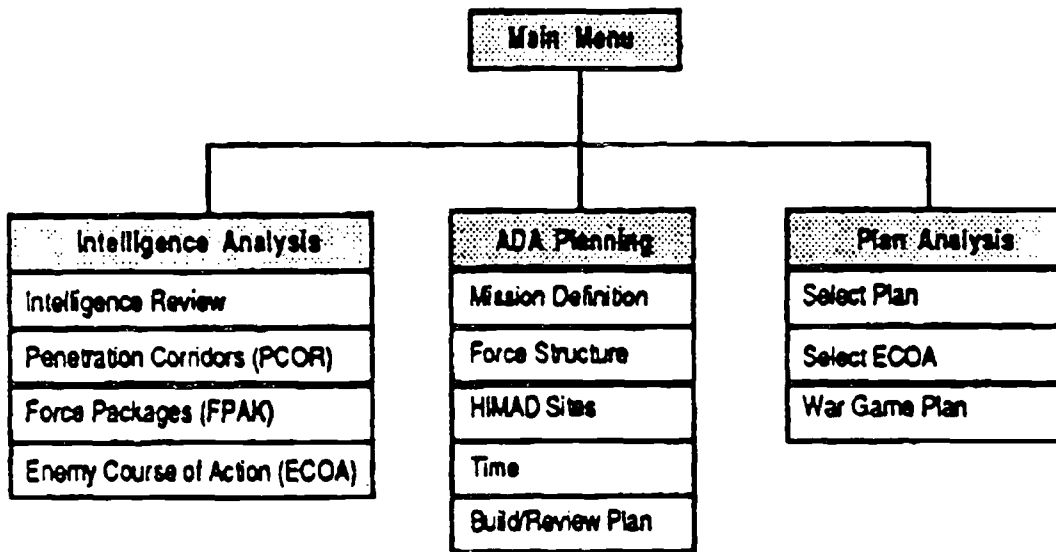 Main Menu
Intelligence Analysis
Intelligence Review
Penetration Corridors (PCOR)
Force Packages (FPAK)
Enemy Course of Action (ECOA)
ADA Planning
Mission Definition
Force Structure
HIMAD Sites
Time
Build/Review Plan
Plan Analysis
Select Plan
Select ECOA
War Game Plan